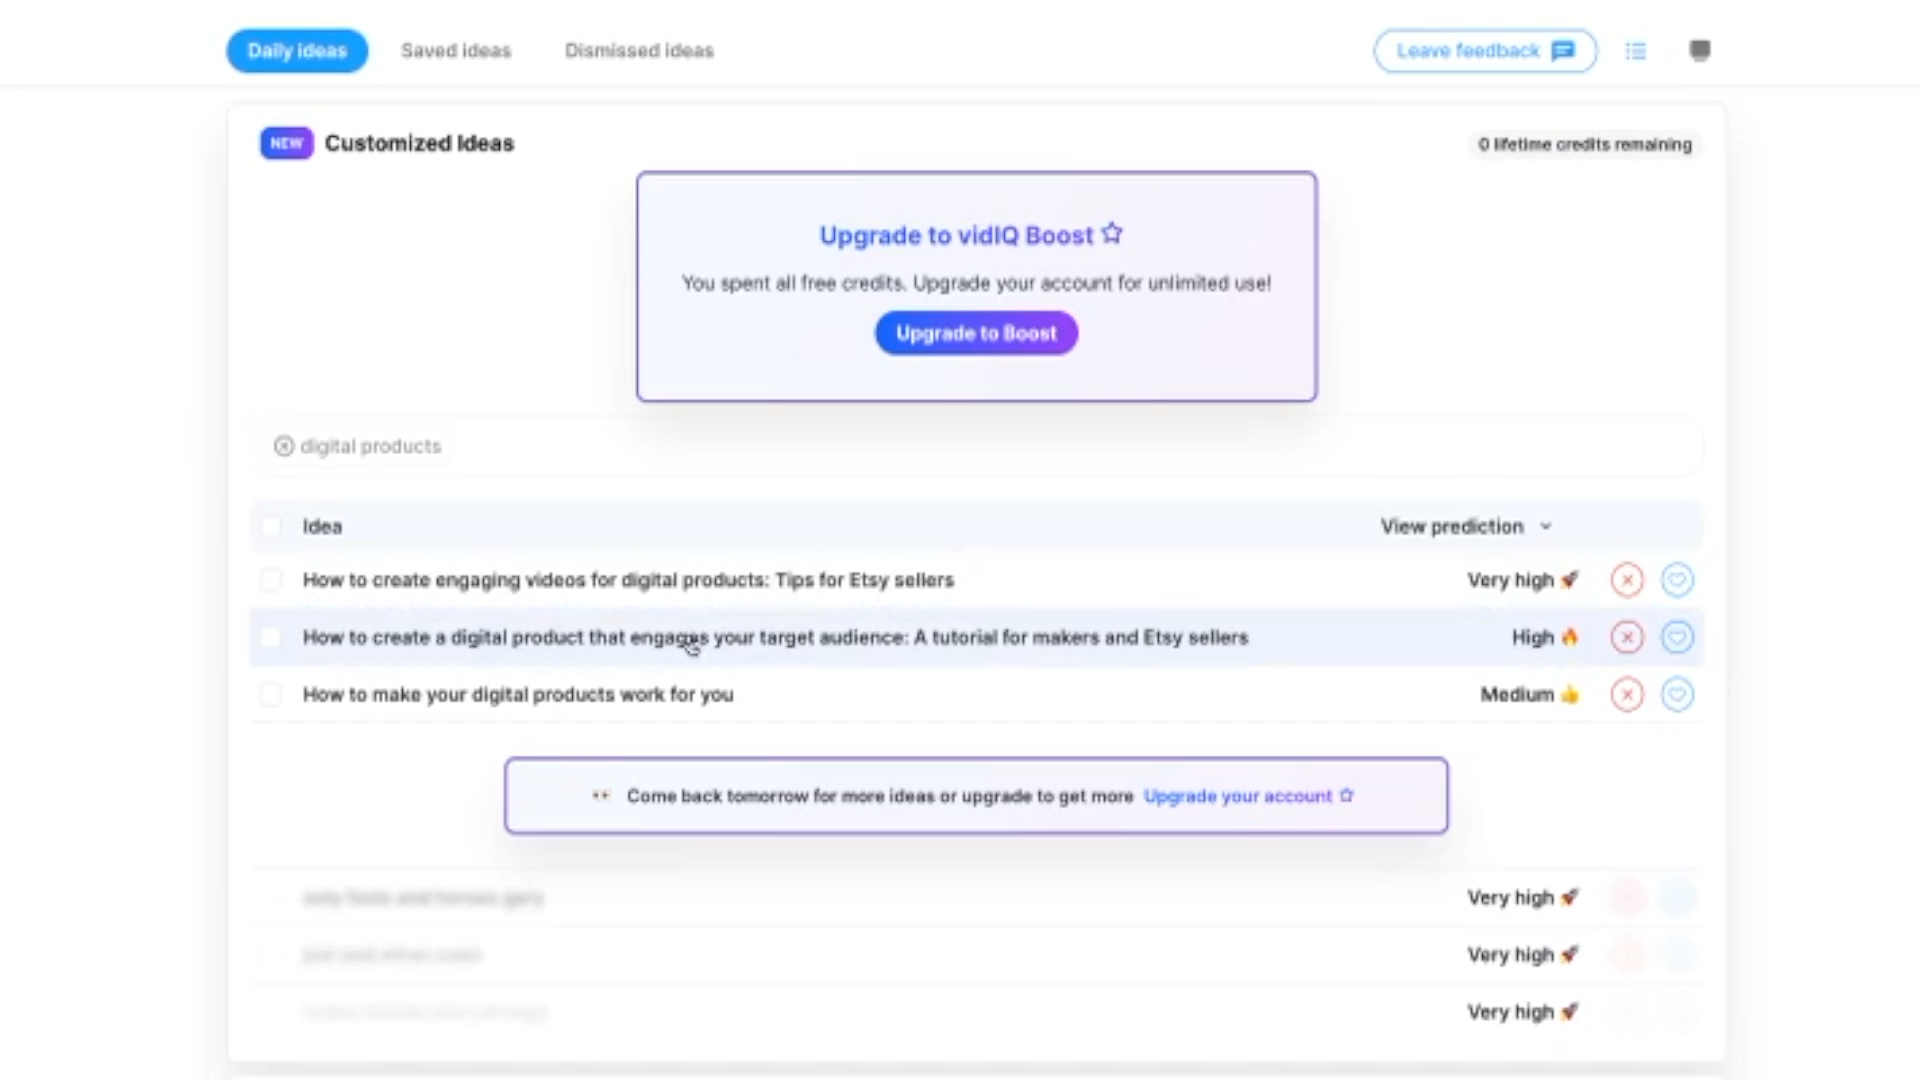 Daily ideas
Saved ideas
Dismissed ideas
Leave feedback
NEW
Customized Ideas
0 lifetime credits remaining
Upgrade to vidIQ Boost
You spent all free credits. Upgrade your account for unlimited use!
Upgrade to Boost
digital products
Idea
View prediction
How to create engaging videos for digital products: Tips for Etsy sellers
Very high 🚀
How to create a digital product that engages your target audience: A tutorial for makers and Etsy sellers
High 🔥
How to make your digital products work for you
Medium 👍
👀 Come back tomorrow for more ideas or upgrade to get more Upgrade your account
Very high 🚀
Very high 🚀
Very high 🚀